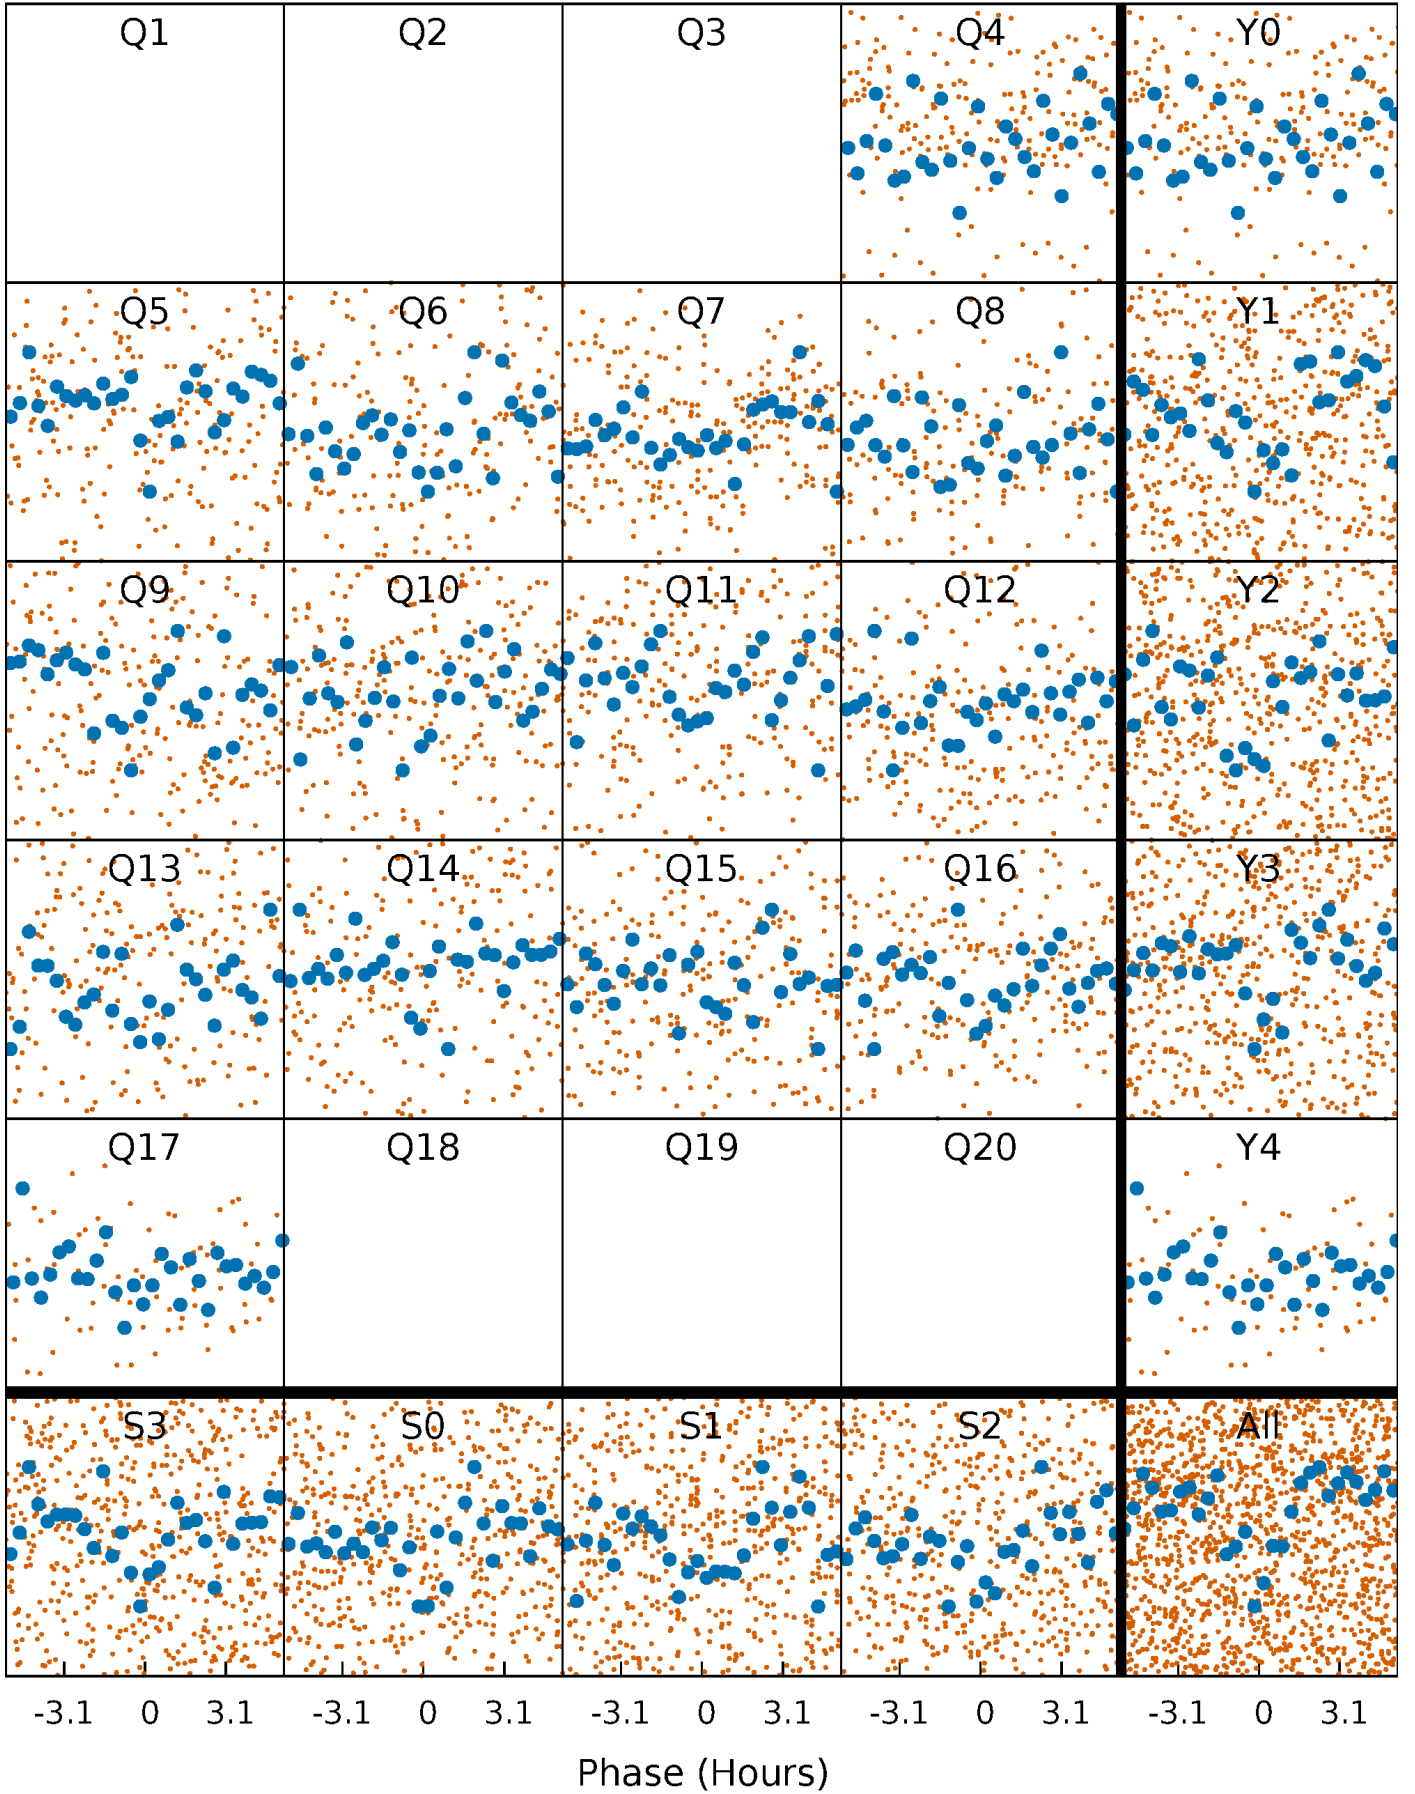 Q1 Q2 Q3 Q4 Y0
Q5 Q6 Q7 Q8 Y1
Q9 Q10 Q11 Q12 Y2
Q13 Q14 Q15 Q16 Y3
Q17 Q18 Q19 Q20 Y4
S3 S0 S1 S2 All
-3.1 0 3.1 -3.1 0 3.1 -3.1 0 3.1 -3.1 0 3.1 -3.1 0 3.1
Phase (Hours)